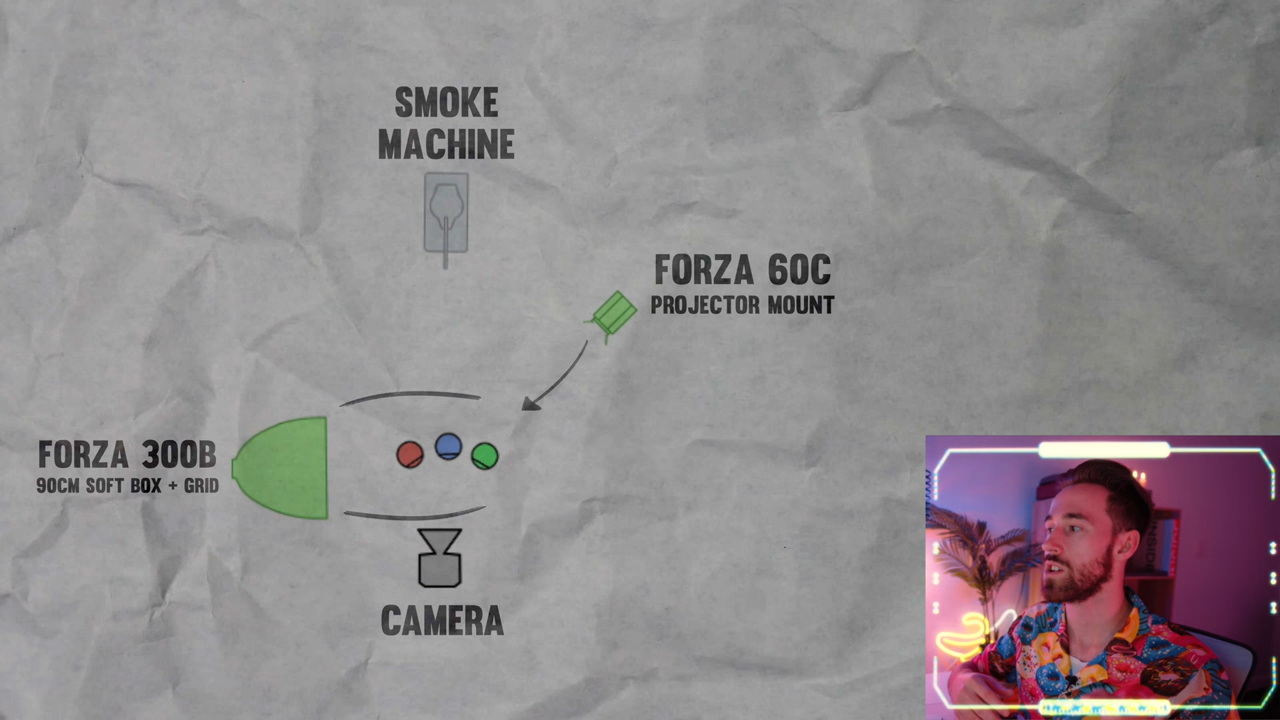 SMOKE
MACHINE
FORZA 60C
PROJECTOR MOUNT
FORZA 300B
90CM SOFT BOX + GRID
CAMERA